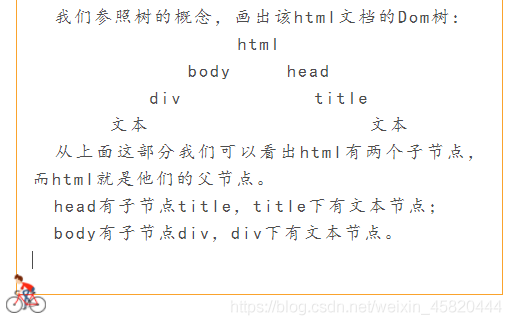 我们参照树的概念，画出该html文档的Dom树：
html
body head
div title
文本 文本
从上面这部分我们可以看出html有两个子节点，
而html就是他们的父节点。
head有子节点title，title下有文本节点；
body有子节点div，div下有文本节点。
https://blog.csdn.net/weixin_45820444